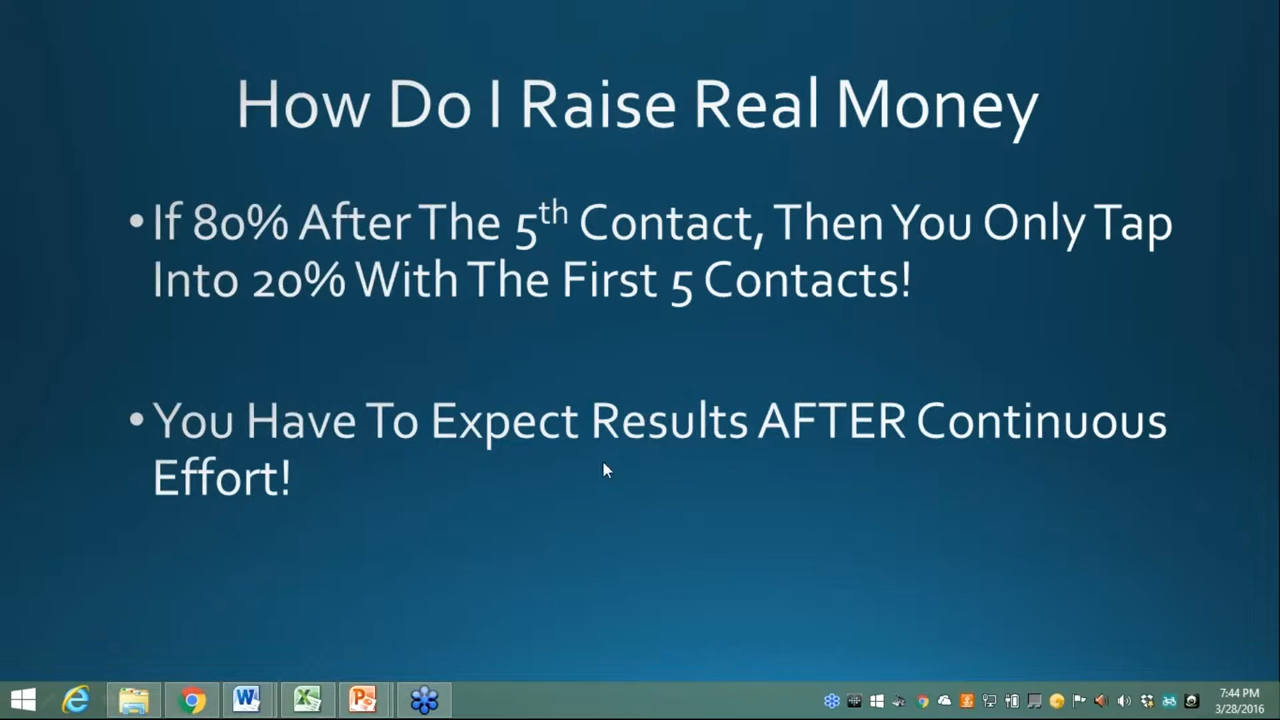 How Do I Raise Real Money
•If 80% After The 5th Contact, Then You Only Tap
Into 20% With The First 5 Contacts!
•You Have To Expect Results AFTER Continuous
Effort!
7:44 PM
3/28/2016